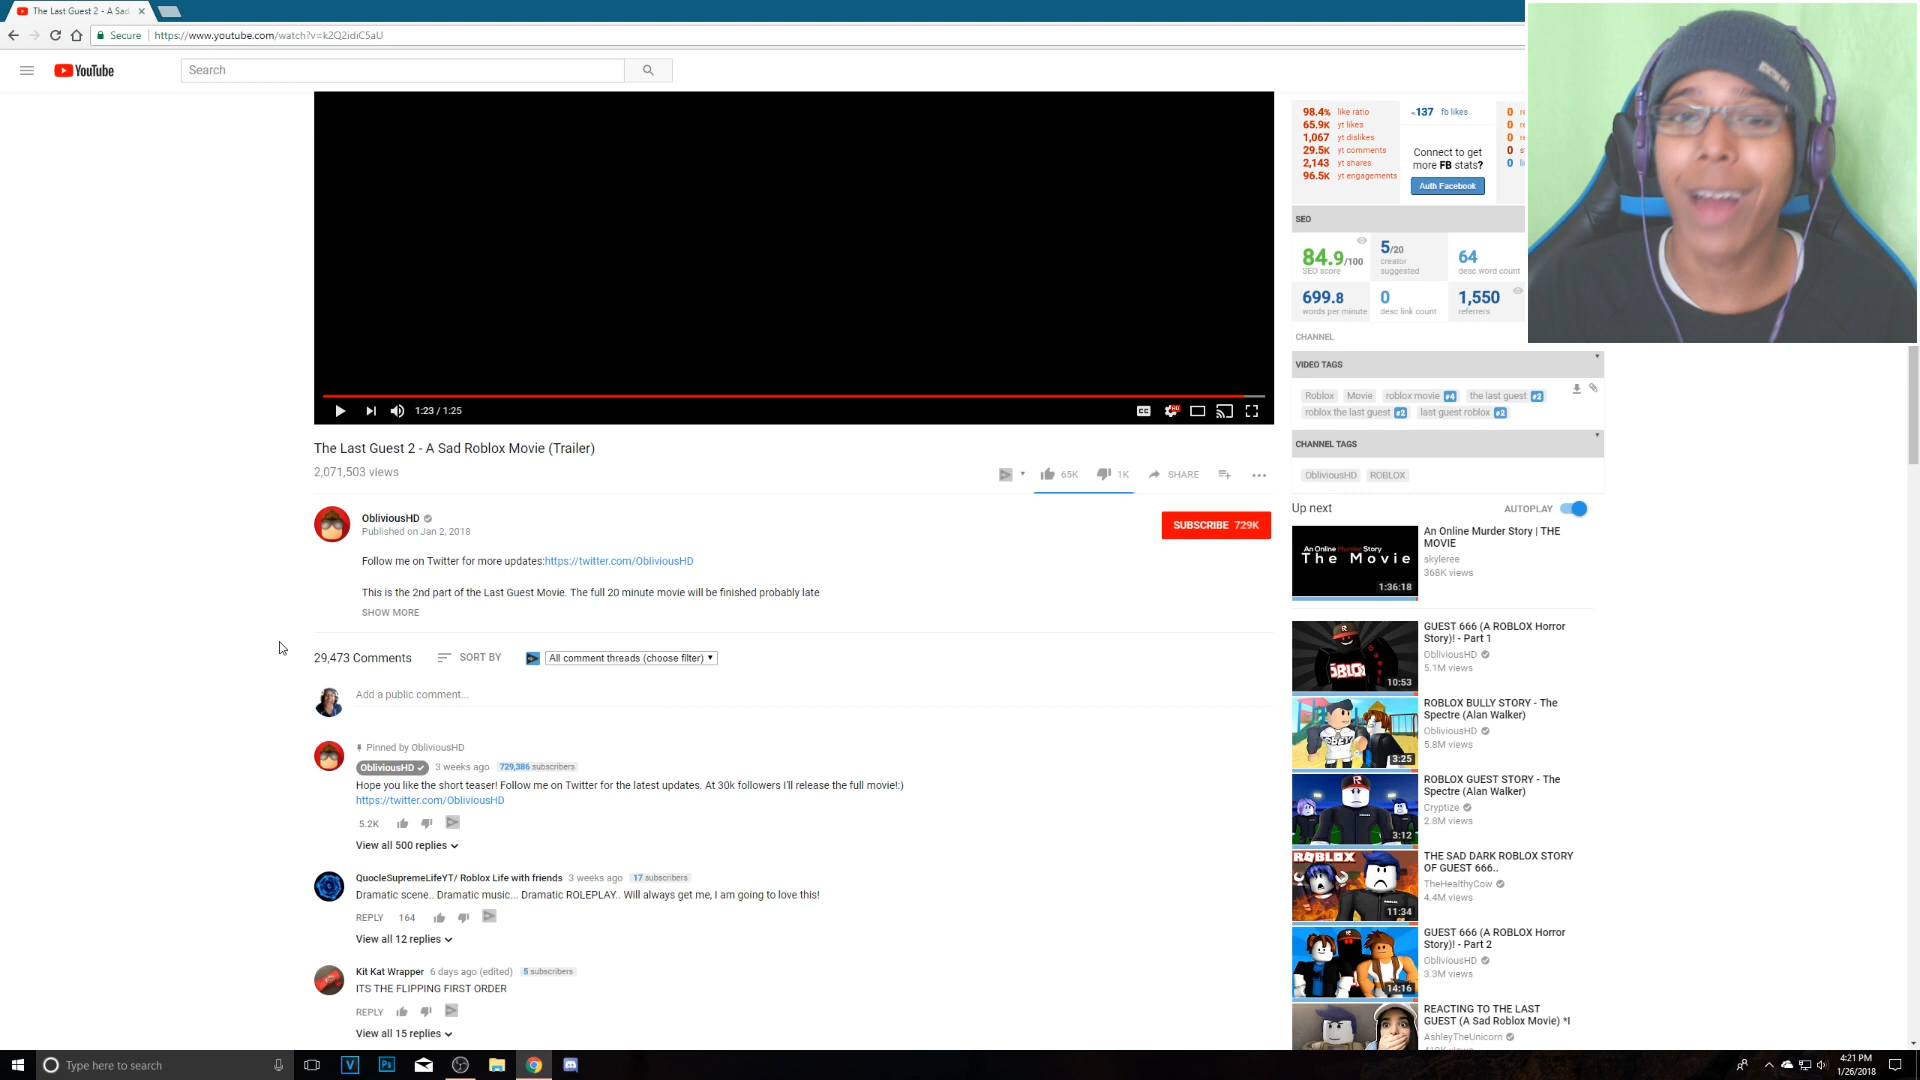 The Last Guest 2 - A Sad
Secure https://www.youtube.com/watch?v=k2Q2idiC5aU
YouTube
Search
98.4% like ratio
65.9K yt likes
1,067 yt dislikes
29.5K yt comments
2,143 yt shares
96.5K yt engagements
137 fb likes
Connect to get
more FB stats?
Auth Facebook
0
0
0
0
SEO
84.9/100
SEO score
5/20
creator
suggested
64
desc word count
699.8
words per minute
0
desc link count
1,550
referrers
CHANNEL
VIDEO TAGS
Roblox Movie roblox movie #4 the last guest #2
roblox the last guest #2 last guest roblox #2
CHANNEL TAGS
ObliviousHD ROBLOX
1:23 / 1:25
CC
HD
The Last Guest 2 - A Sad Roblox Movie (Trailer)
2,071,503 views
65K 1K SHARE
ObliviousHD
Published on Jan 2, 2018
SUBSCRIBE 729K
Follow me on Twitter for more updates:https://twitter.com/ObliviousHD
This is the 2nd part of the Last Guest Movie. The full 20 minute movie will be finished probably late
SHOW MORE
29,473 Comments SORT BY All comment threads (choose filter)
Add a public comment...
Pinned by ObliviousHD
ObliviousHD 3 weeks ago 729,386 subscribers
Hope you like the short teaser! Follow me on Twitter for the latest updates. At 30k followers I'll release the full movie!:)
https://twitter.com/ObliviousHD
5.2K
View all 500 replies
QuocleSupremeLifeYT/ Roblox Life with friends 3 weeks ago 17 subscribers
Dramatic scene.. Dramatic music... Dramatic ROLEPLAY.. Will always get me, I am going to love this!
REPLY 164
View all 12 replies
Kit Kat Wrapper 6 days ago (edited) 5 subscribers
ITS THE FLIPPING FIRST ORDER
REPLY
View all 15 replies
Up next AUTOPLAY
An Online Murder Story
The Movie
1:36:18
An Online Murder Story | THE
MOVIE
skyleree
368K views
10:53
GUEST 666 (A ROBLOX Horror
Story)! - Part 1
ObliviousHD
5.1M views
3:25
ROBLOX BULLY STORY - The
Spectre (Alan Walker)
ObliviousHD
5.8M views
3:12
ROBLOX GUEST STORY - The
Spectre (Alan Walker)
Cryptize
2.8M views
ROBLOX
11:34
THE SAD DARK ROBLOX STORY
OF GUEST 666..
TheHealthyCow
4.4M views
14:16
GUEST 666 (A ROBLOX Horror
Story)! - Part 2
ObliviousHD
3.3M views
REACTING TO THE LAST
GUEST (A Sad Roblox Movie) *I
AshleyTheUnicorn
Type here to search
V
Ps
4:21 PM
1/26/2018